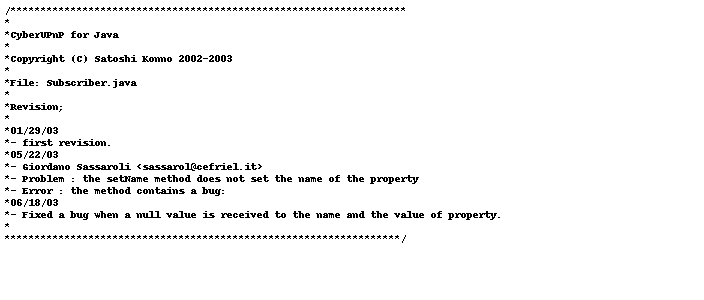 /******************************************************************
*
*CyberUPnP for Java
*
*Copyright (C) Satoshi Konno 2002-2003
*
*File: Subscriber.java
*
*Revision;
*
*01/29/03
*- first revision.
*05/22/03
*- Giordano Sassaroli <sassarol@cefriel.it>
*- Problem : the setName method does not set the name of the property
*- Error : the method contains a bug:
*06/18/03
*- Fixed a bug when a null value is received to the name and the value of property.
*
******************************************************************/